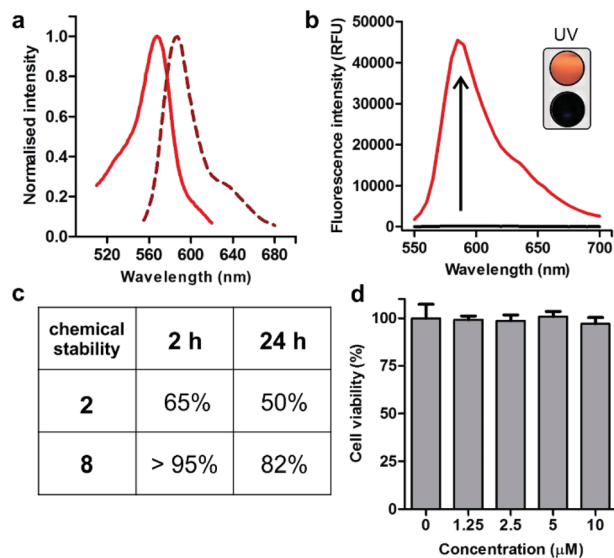 a
Normalised intensity
1.0
0.8
0.6
0.4
0.2
0.0
520 560 600 640 680
Wavelength (nm)
b
UV
Fluorescence intensity (RFU)
50000
40000
30000
20000
10000
0
550 600 650 700
Wavelength (nm)
c
chemical
stability
2 h 24 h
2 65% 50%
8 > 95% 82%
d
Cell viability (%)
100
75
50
25
0
0 1.25 2.5 5 10
Concentration (μM)